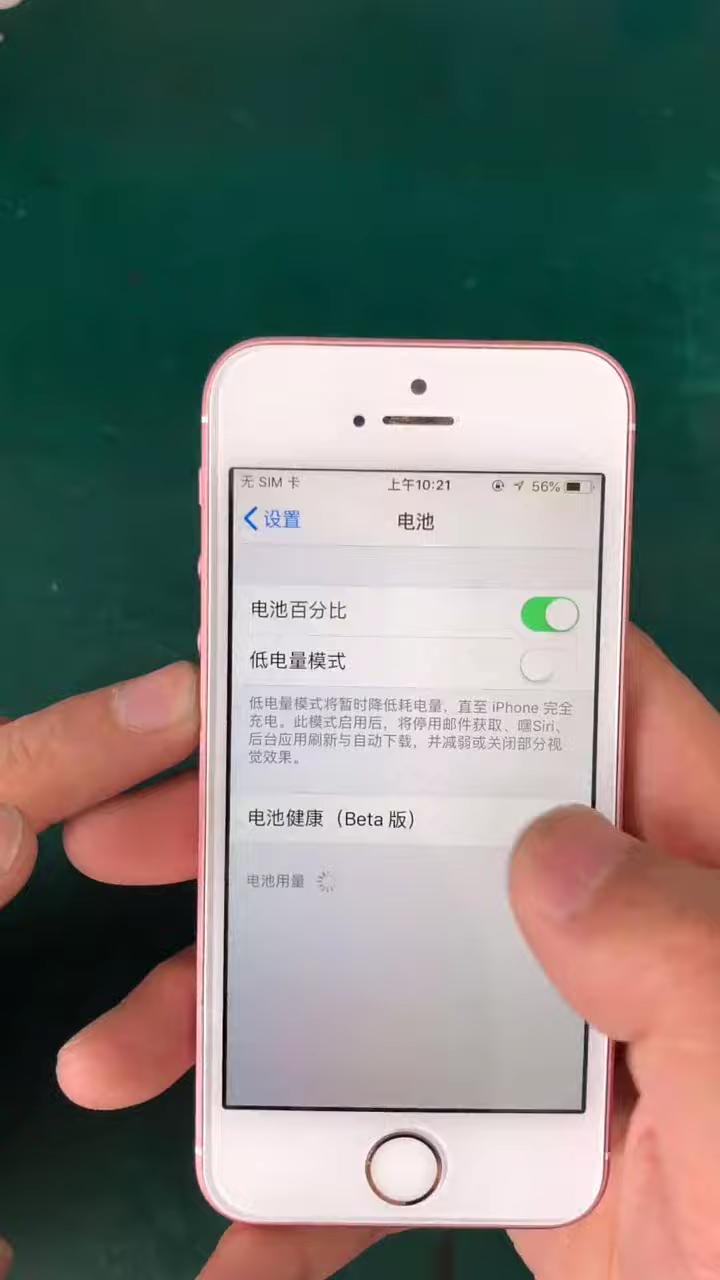 无 SIM 卡 上午10:21 56%
设置 电池
电池百分比
低电量模式
低电量模式将暂时降低耗电量，直至 iPhone 完全
充电。此模式启用后，将停用邮件获取、嘿Siri、
后台应用刷新与自动下载，并减弱或关闭部分视
觉效果。
电池健康（Beta 版）
电池用量